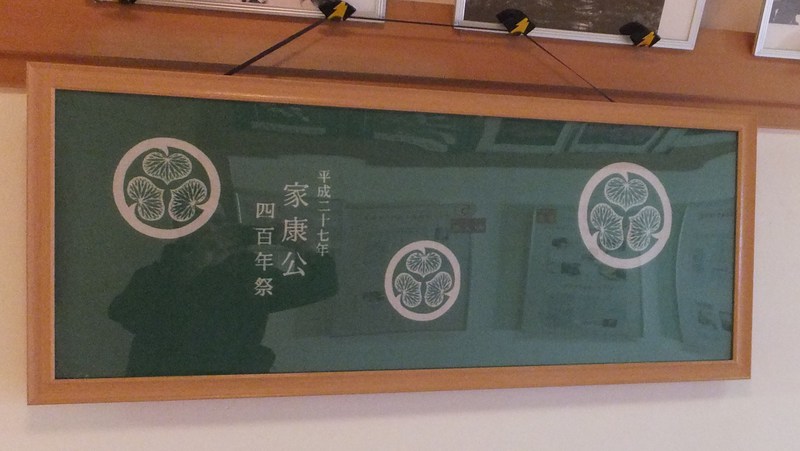 平成二十七年
家康公
四百年祭